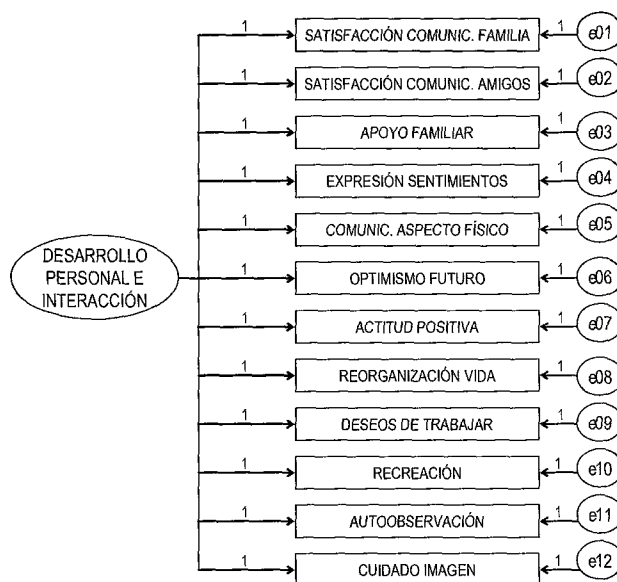 1 SATISFACCIÓN COMUNIC. FAMILIA 1 e01
1 SATISFACCIÓN COMUNIC. AMIGOS 1 e02
1 APOYO FAMILIAR 1 e03
1 EXPRESIÓN SENTIMIENTOS 1 e04
1 COMUNIC. ASPECTO FÍSICO 1 e05
DESARROLLO
PERSONAL E
INTERACCIÓN
1 OPTIMISMO FUTURO 1 e06
1 ACTITUD POSITIVA 1 e07
1 REORGANIZACIÓN VIDA 1 e08
1 DESEOS DE TRABAJAR 1 e09
1 RECREACIÓN 1 e10
1 AUTOOBSERVACIÓN 1 e11
1 CUIDADO IMAGEN 1 e12